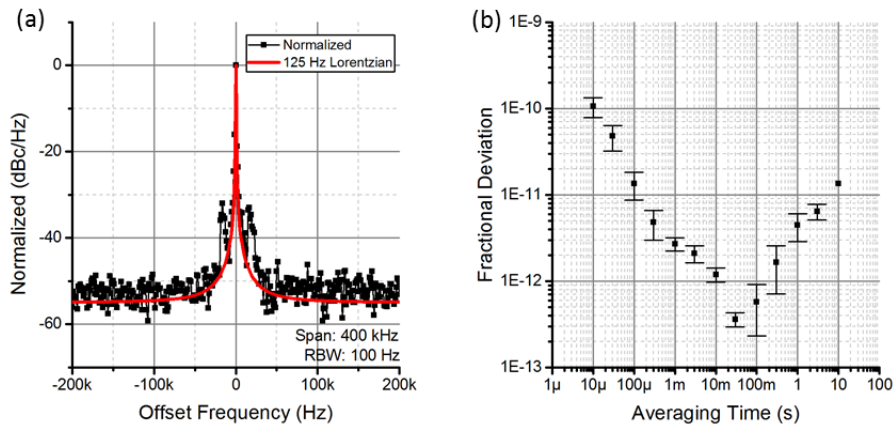 (a)
Normalized
125 Hz Lorentzian
Normalized (dBc/Hz)
0
-20
-40
-60
Span: 400 kHz
RBW: 100 Hz
-200k -100k 0 100k 200k
Offset Frequency (Hz)
(b)
Fractional Deviation
1E-9
1E-10
1E-11
1E-12
1E-13
1µ 10µ 100µ 1m 10m 100m 1 10 100
Averaging Time (s)